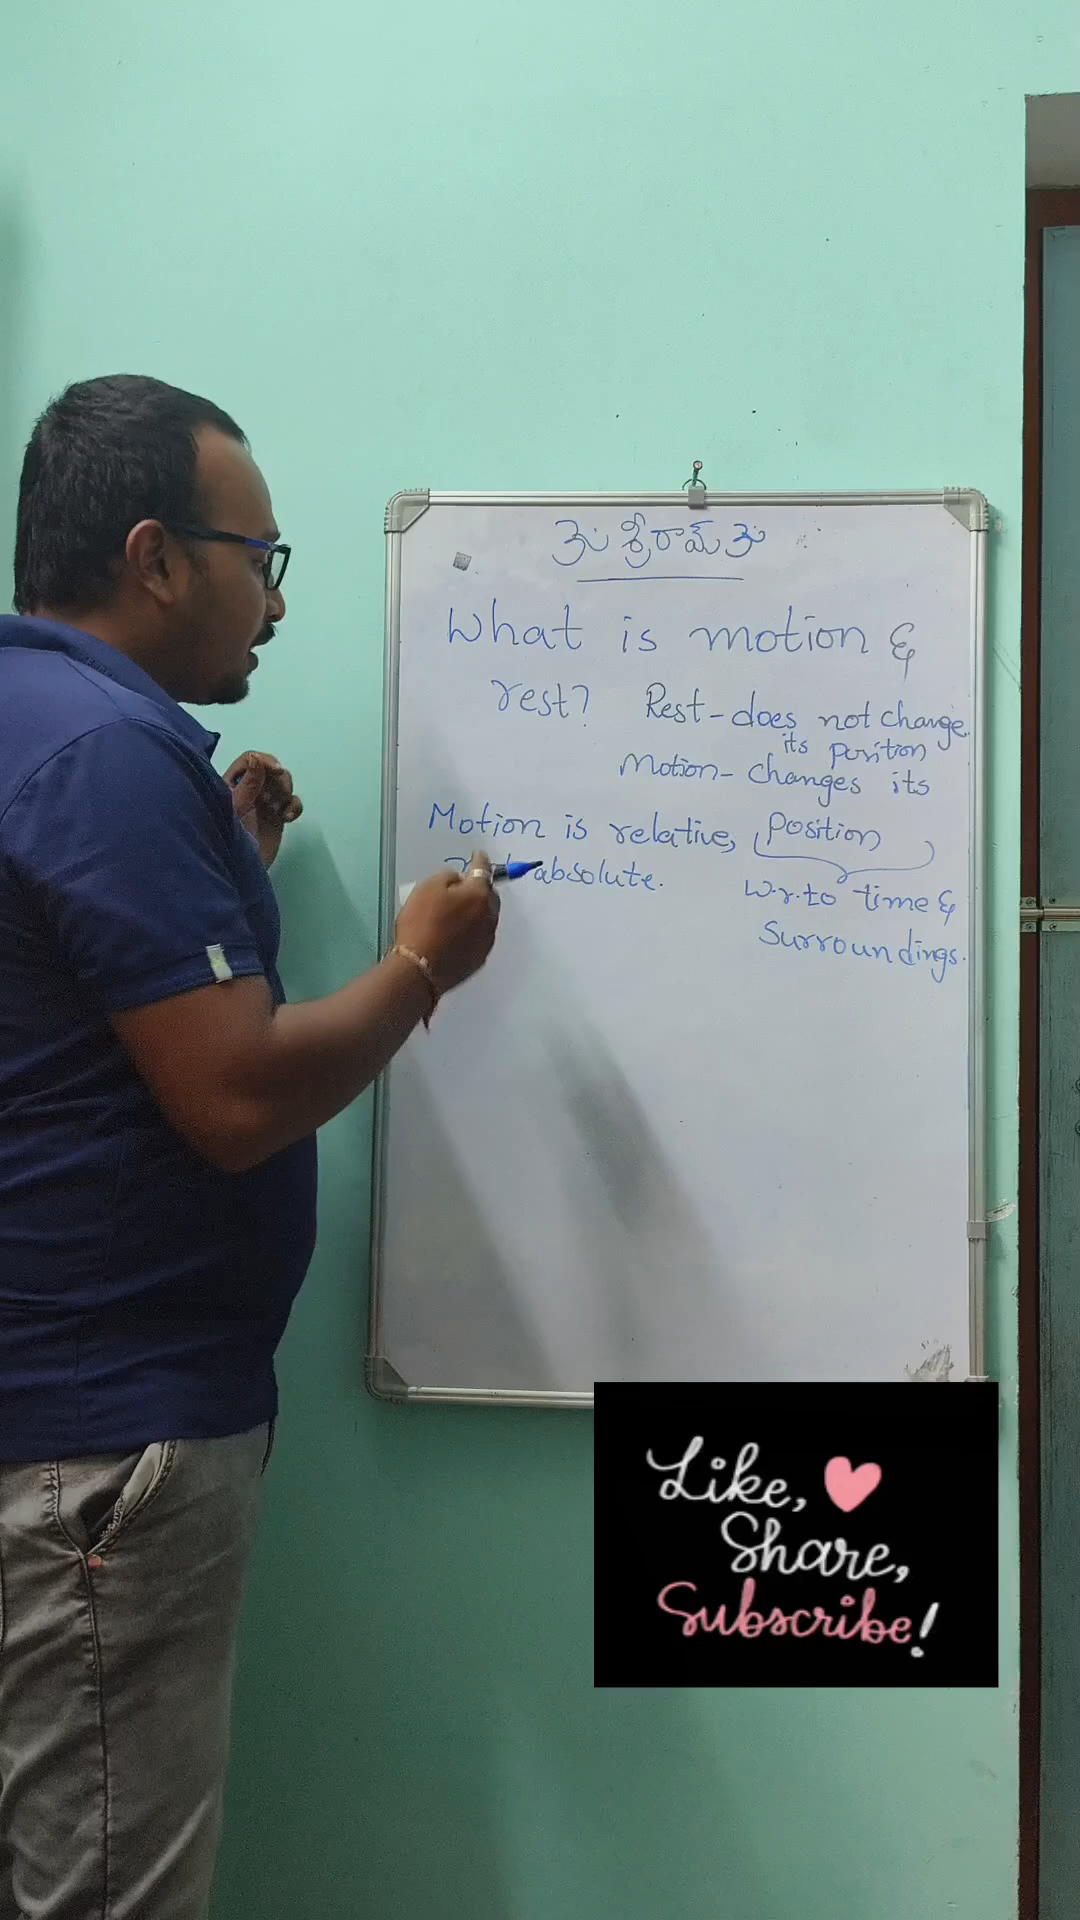 ఓం శ్రీరామ్ ఓం
What is motion &
rest?
Rest - does not change
its position
Motion - changes its
position
w.r.to time &
Surroundings.
Motion is relative,
absolute.
Like,
Share,
Subscribe!